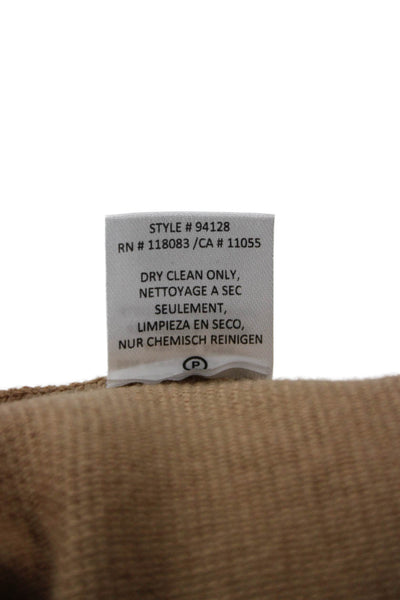 STYLE # 94128
RN # 118083 /CA # 11055
DRY CLEAN ONLY,
NETTOYAGE A SEC
SEULEMENT,
LIMPIEZA EN SECO,
NUR CHEMISCH REINIGEN
P